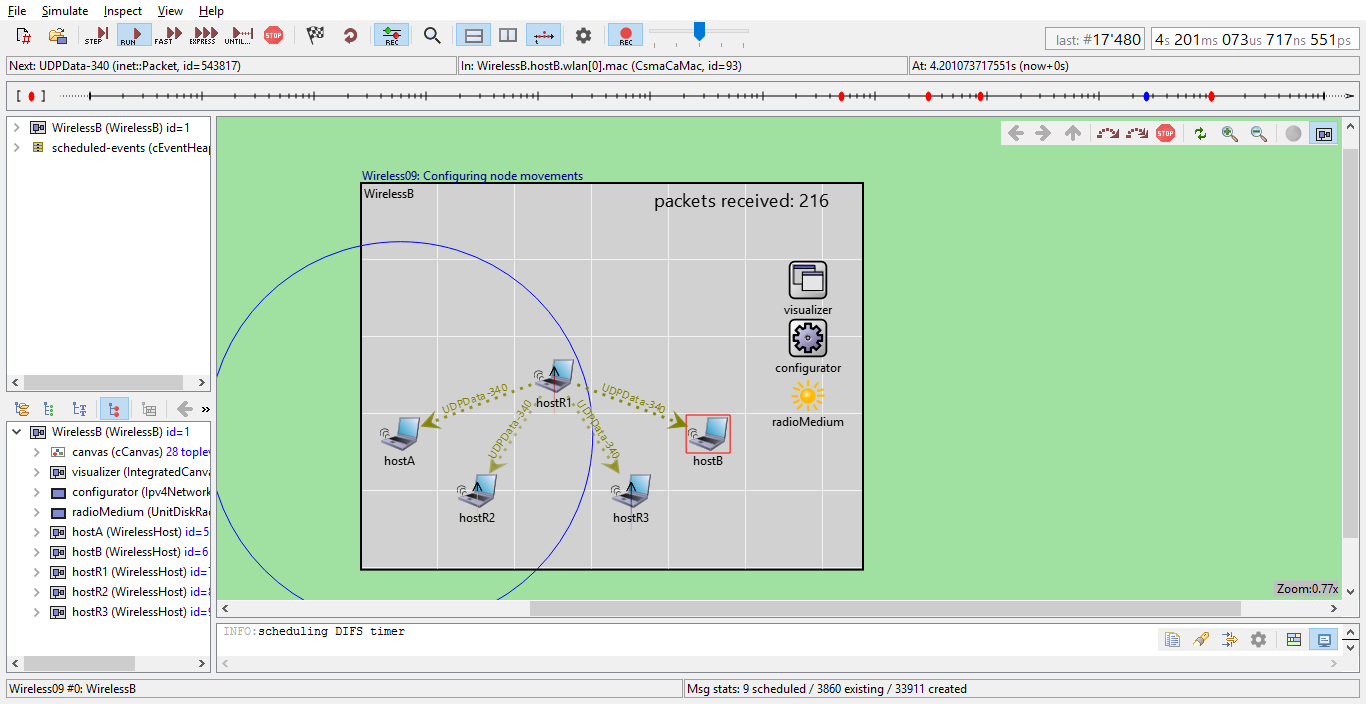 File Simulate Inspect View Help
STEP RUN FAST EXPRESS UNTIL... STOP REC REC
last: #17'480 4s 201ms 073us 717ns 551ps
Next: UDPData-340 (inet::Packet, id=543817) In: WirelessB.hostB.wlan[0].mac (CsmaCaMac, id=93) At: 4.201073717551s (now+0s)
[ ]
WirelessB (WirelessB) id=1
scheduled-events (cEventHeap
STOP
Wireless09: Configuring node movements
WirelessB
packets received: 216
visualizer
configurator
radioMedium
hostR1
UDPData-340
UDPData-340
UDPData-340
UDPData-340
hostA
hostB
hostR2
hostR3
WirelessB (WirelessB) id=1
canvas (cCanvas) 28 toplev
visualizer (IntegratedCanva
configurator (Ipv4Network
radioMedium (UnitDiskRad
hostA (WirelessHost) id=5
hostB (WirelessHost) id=6
hostR1 (WirelessHost) id=7
hostR2 (WirelessHost) id=8
hostR3 (WirelessHost) id=9
Zoom:0.77x
INFO:scheduling DIFS timer
Wireless09 #0: WirelessB
Msg stats: 9 scheduled / 3860 existing / 33911 created